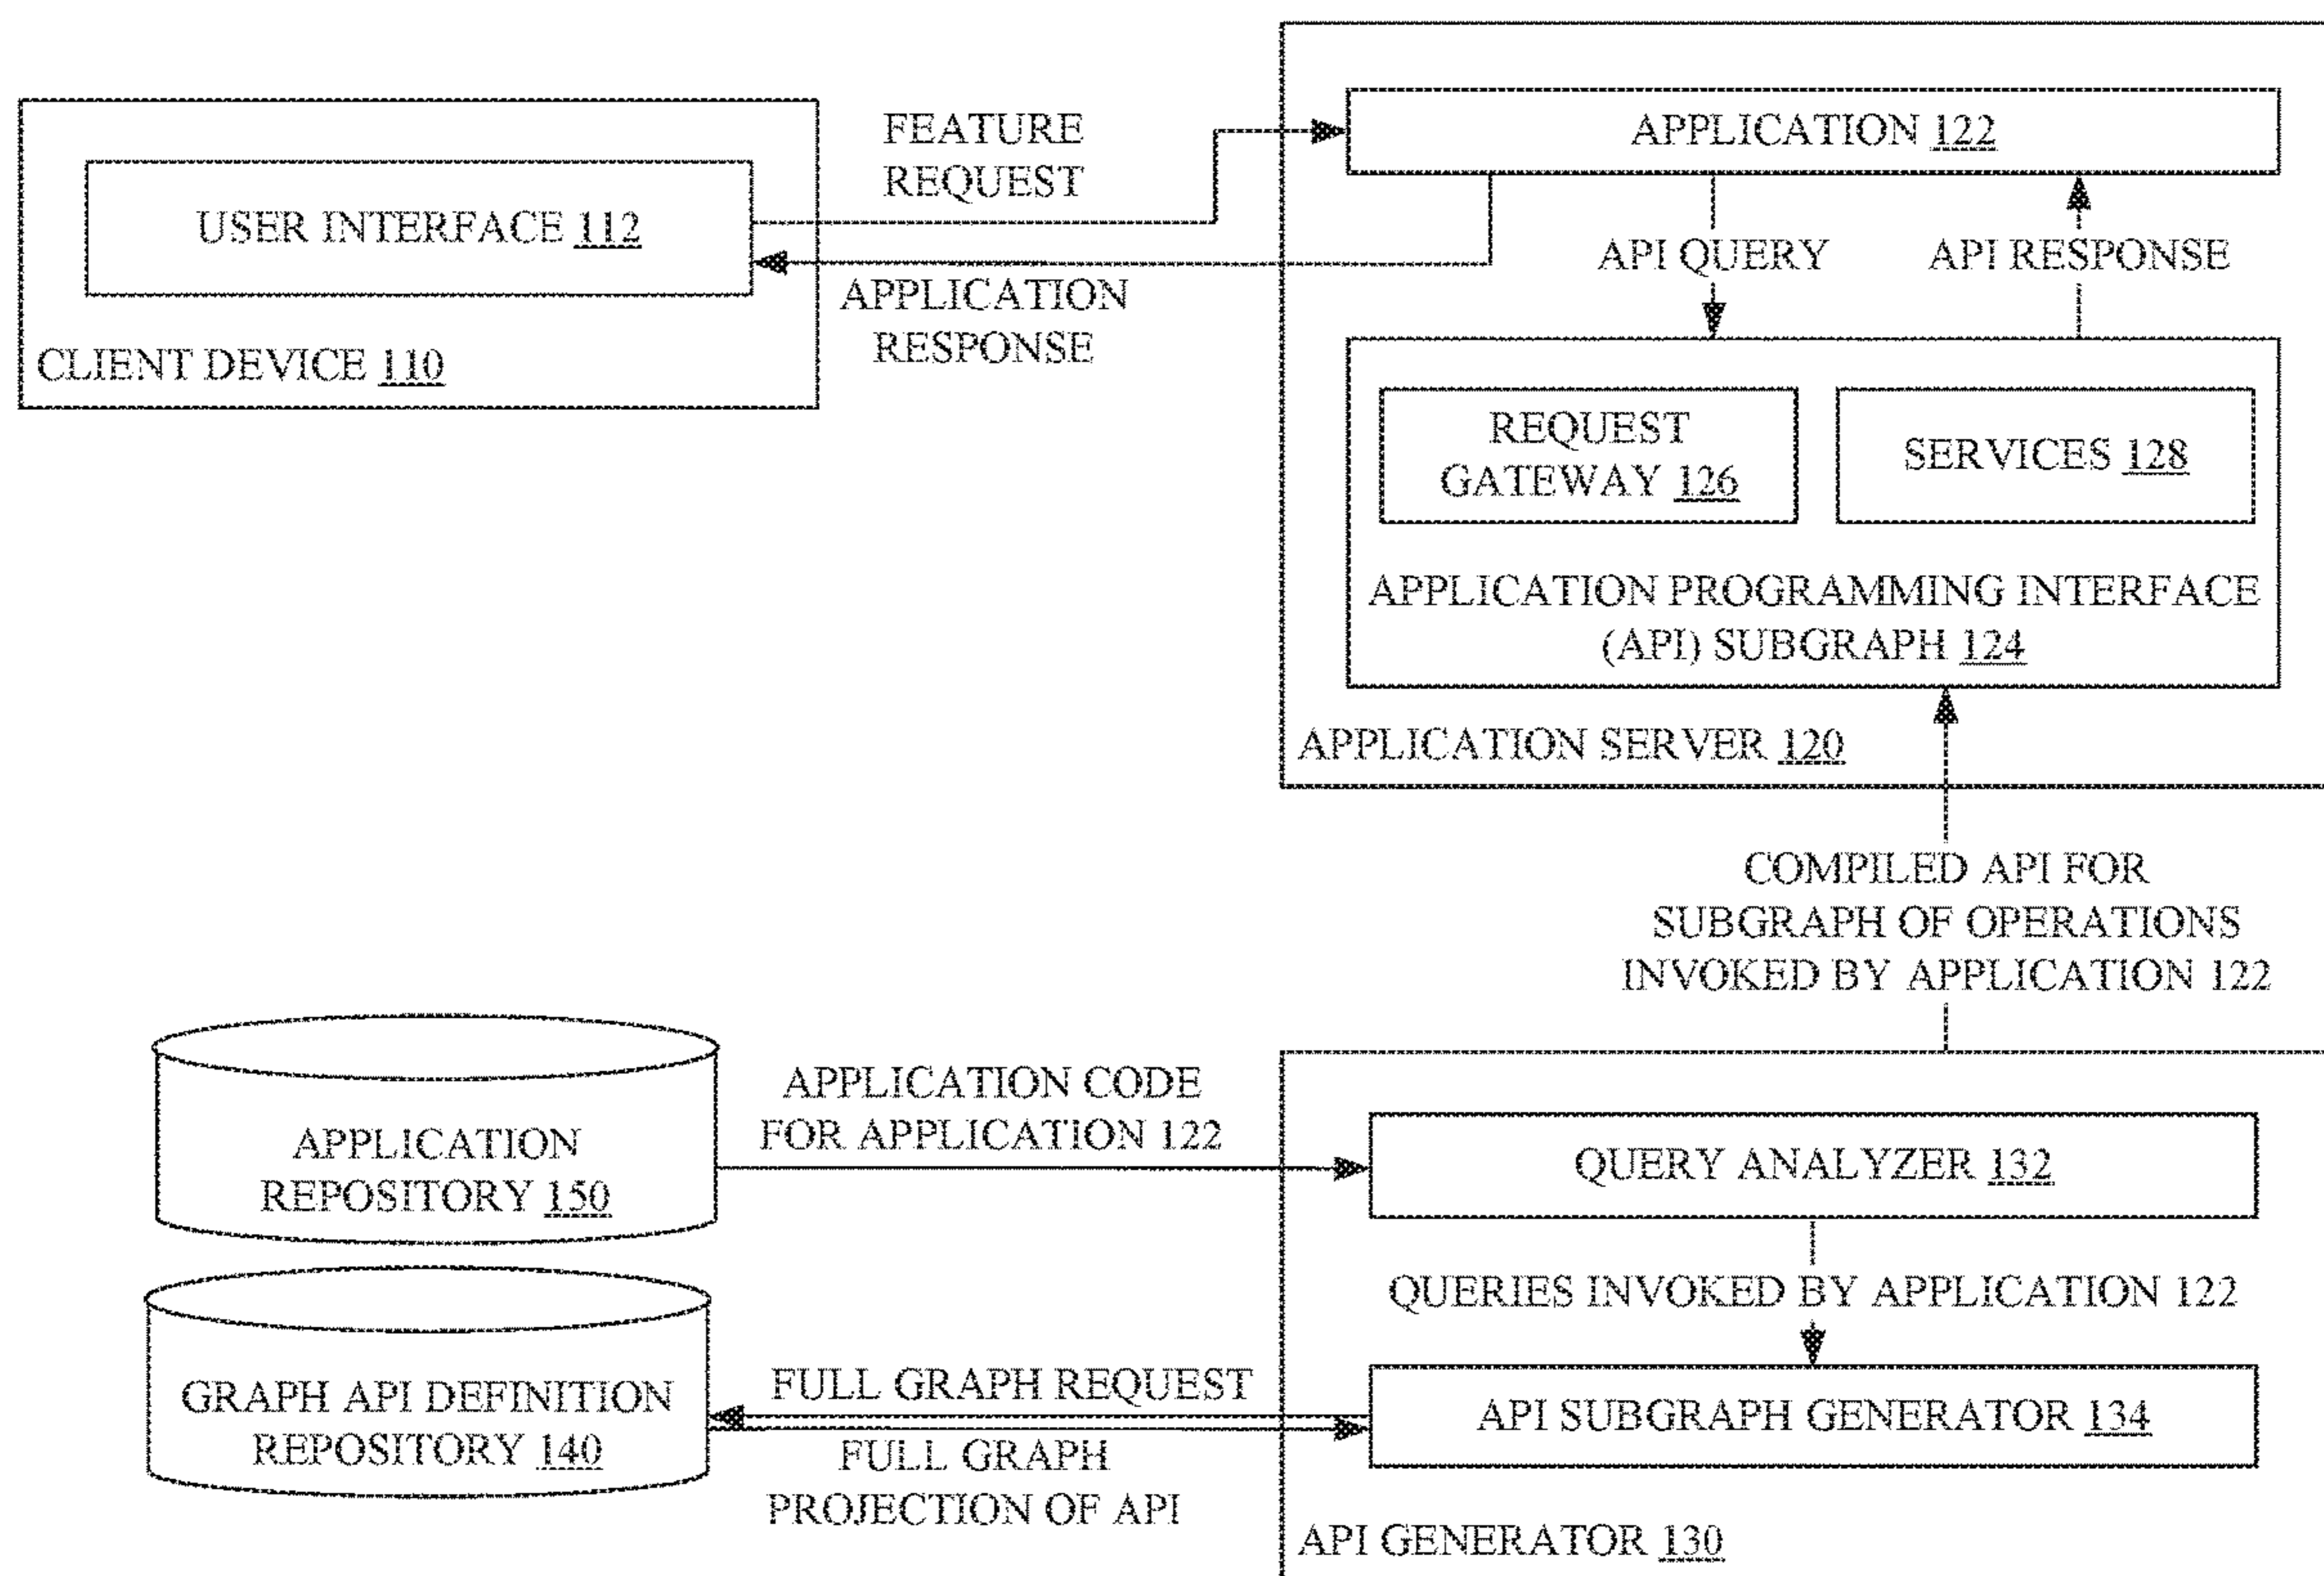 FEATURE
REQUEST
USER INTERFACE 112
APPLICATION
RESPONSE
CLIENT DEVICE 110
APPLICATION 122
API QUERY
API RESPONSE
REQUEST
GATEWAY 126
SERVICES 128
APPLICATION PROGRAMMING INTERFACE
(API) SUBGRAPH 124
APPLICATION SERVER 120
COMPILED API FOR
SUBGRAPH OF OPERATIONS
INVOKED BY APPLICATION 122
APPLICATION
REPOSITORY 150
APPLICATION CODE
FOR APPLICATION 122
QUERY ANALYZER 132
QUERIES INVOKED BY APPLICATION 122
GRAPH API DEFINITION
REPOSITORY 140
FULL GRAPH REQUEST
FULL GRAPH
PROJECTION OF API
API SUBGRAPH GENERATOR 134
API GENERATOR 130